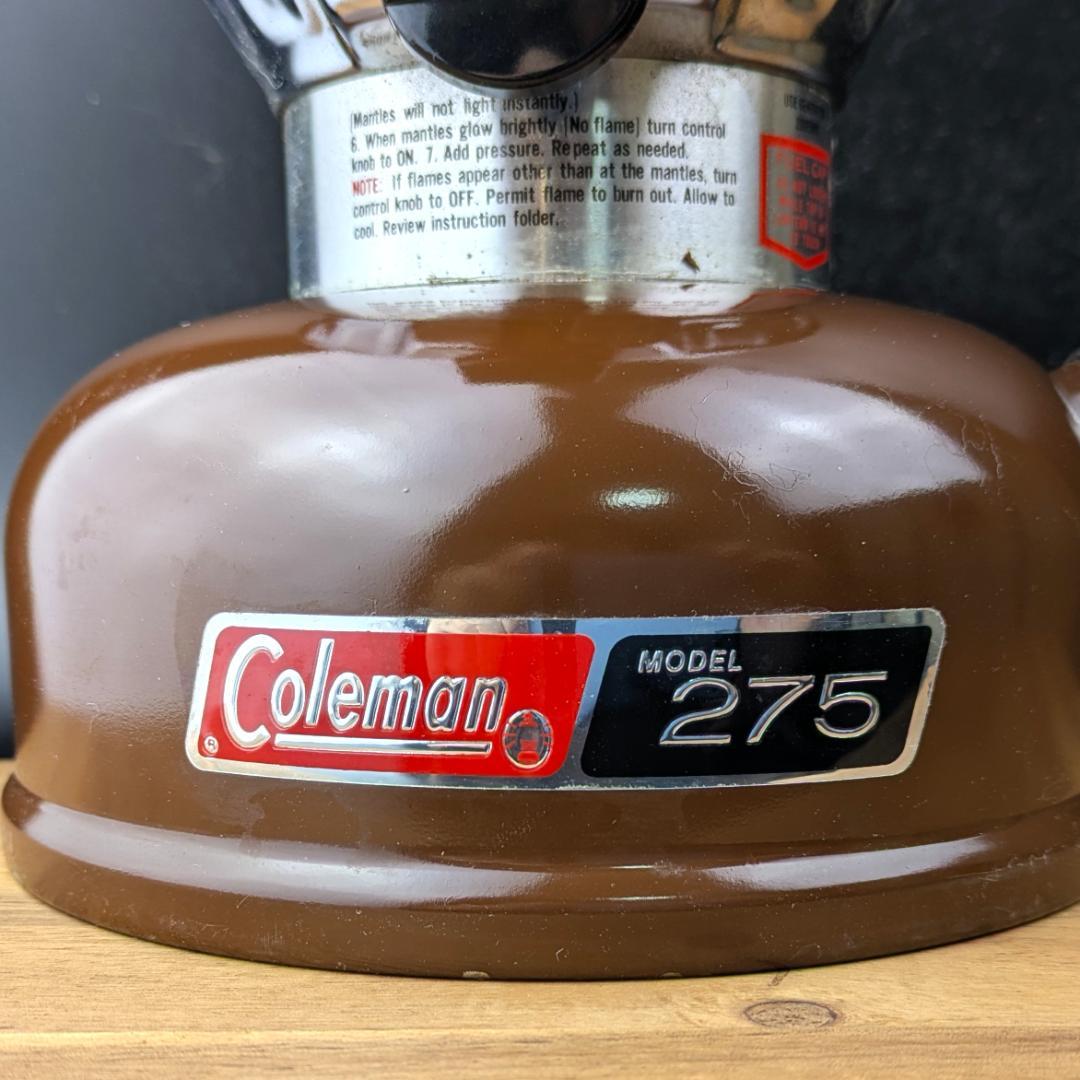 (Mantles will not light instantly.)
6. When mantles glow brightly (No flame) turn control
knob to ON. 7. Add pressure. Repeat as needed.
NOTE: If flames appear other than at the mantles, turn
control knob to OFF. Permit flame to burn out. Allow to
cool. Review instruction folder.
Coleman
®
MODEL
275